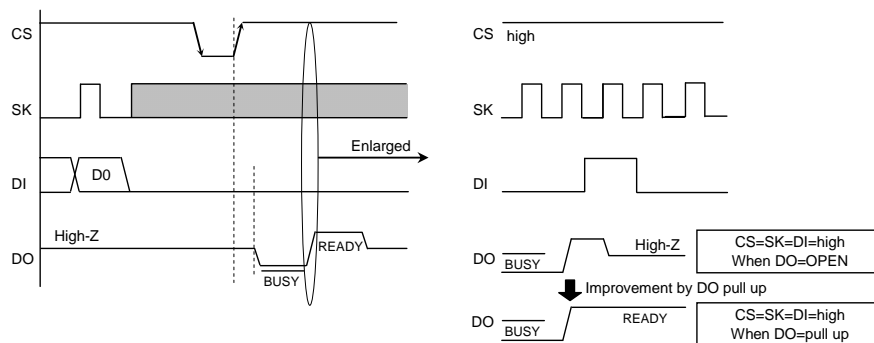 CS
SK
DI
D0
Enlarged
High-Z
DO
READY
BUSY
CS high
SK
DI
DO
BUSY
High-Z
CS=SK=DI=high
When DO=OPEN
Improvement by DO pull up
DO
BUSY
READY
CS=SK=DI=high
When DO=pull up